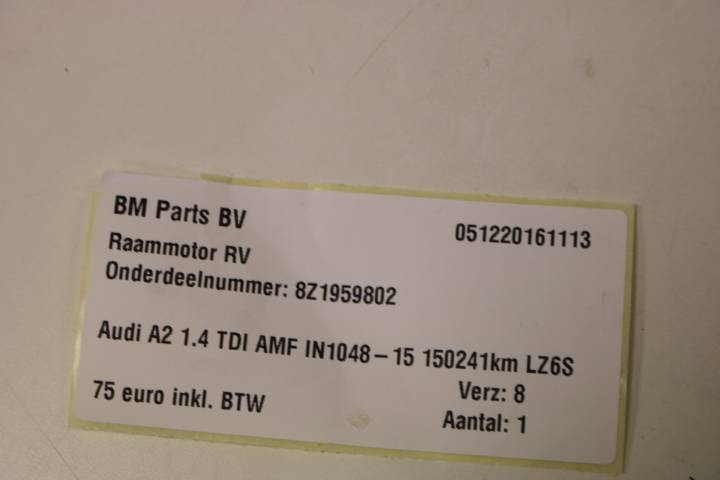 BM Parts BV
051220161113
Raammotor RV
Onderdeelnummer: 8Z1959802
Audi A2 1.4 TDI AMF IN1048-15 150241km LZ6S
Verz: 8
75 euro inkl. BTW
Aantal: 1